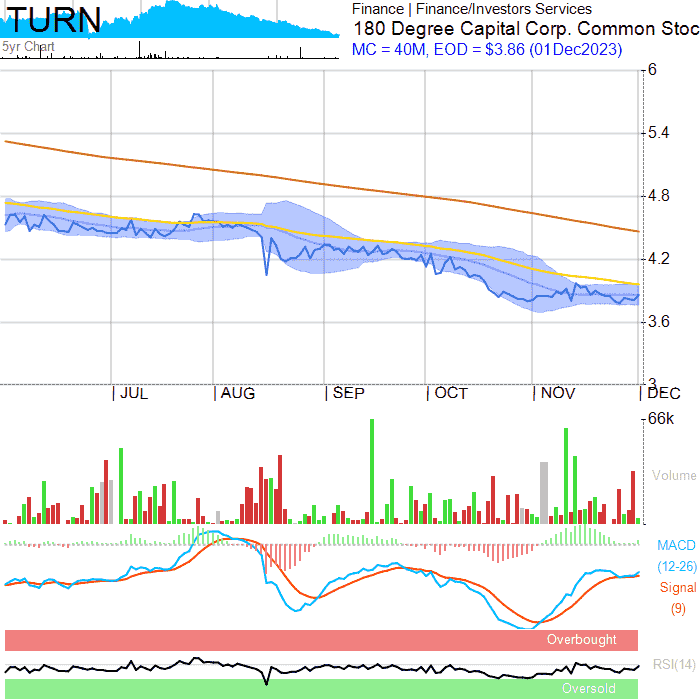 TURN
5yr Chart
Finance | Finance/Investors Services
180 Degree Capital Corp. Common Stoc
MC = 40M, EOD = $3.86 (01Dec2023)
6
5.4
4.8
4.2
3.6
3
JUL AUG SEP OCT NOV DEC
66k
Volume
MACD
(12-26)
Signal
(9)
Overbought
RSI(14)
Oversold